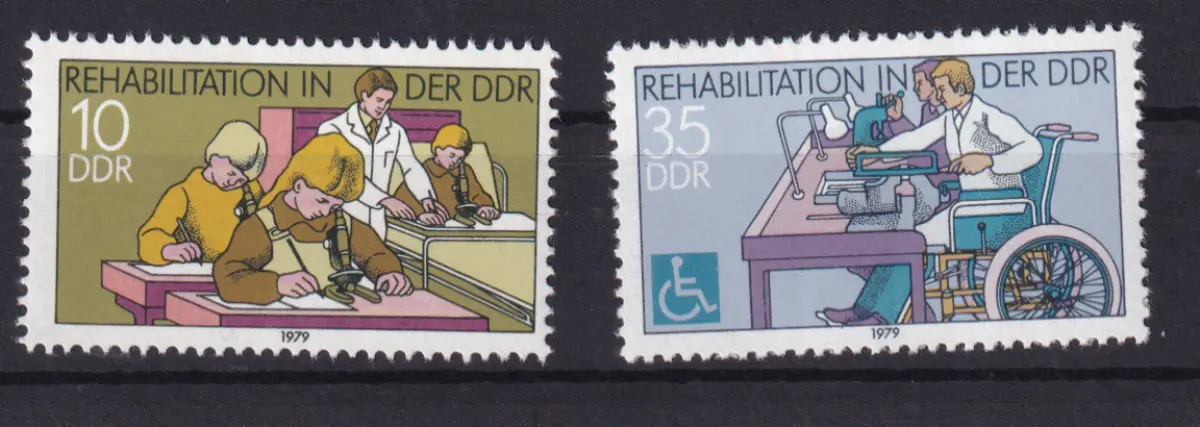 REHABILITATION IN DER DDR
10
DDR
1979
REHABILITATION IN DER DDR
35
DDR
1979